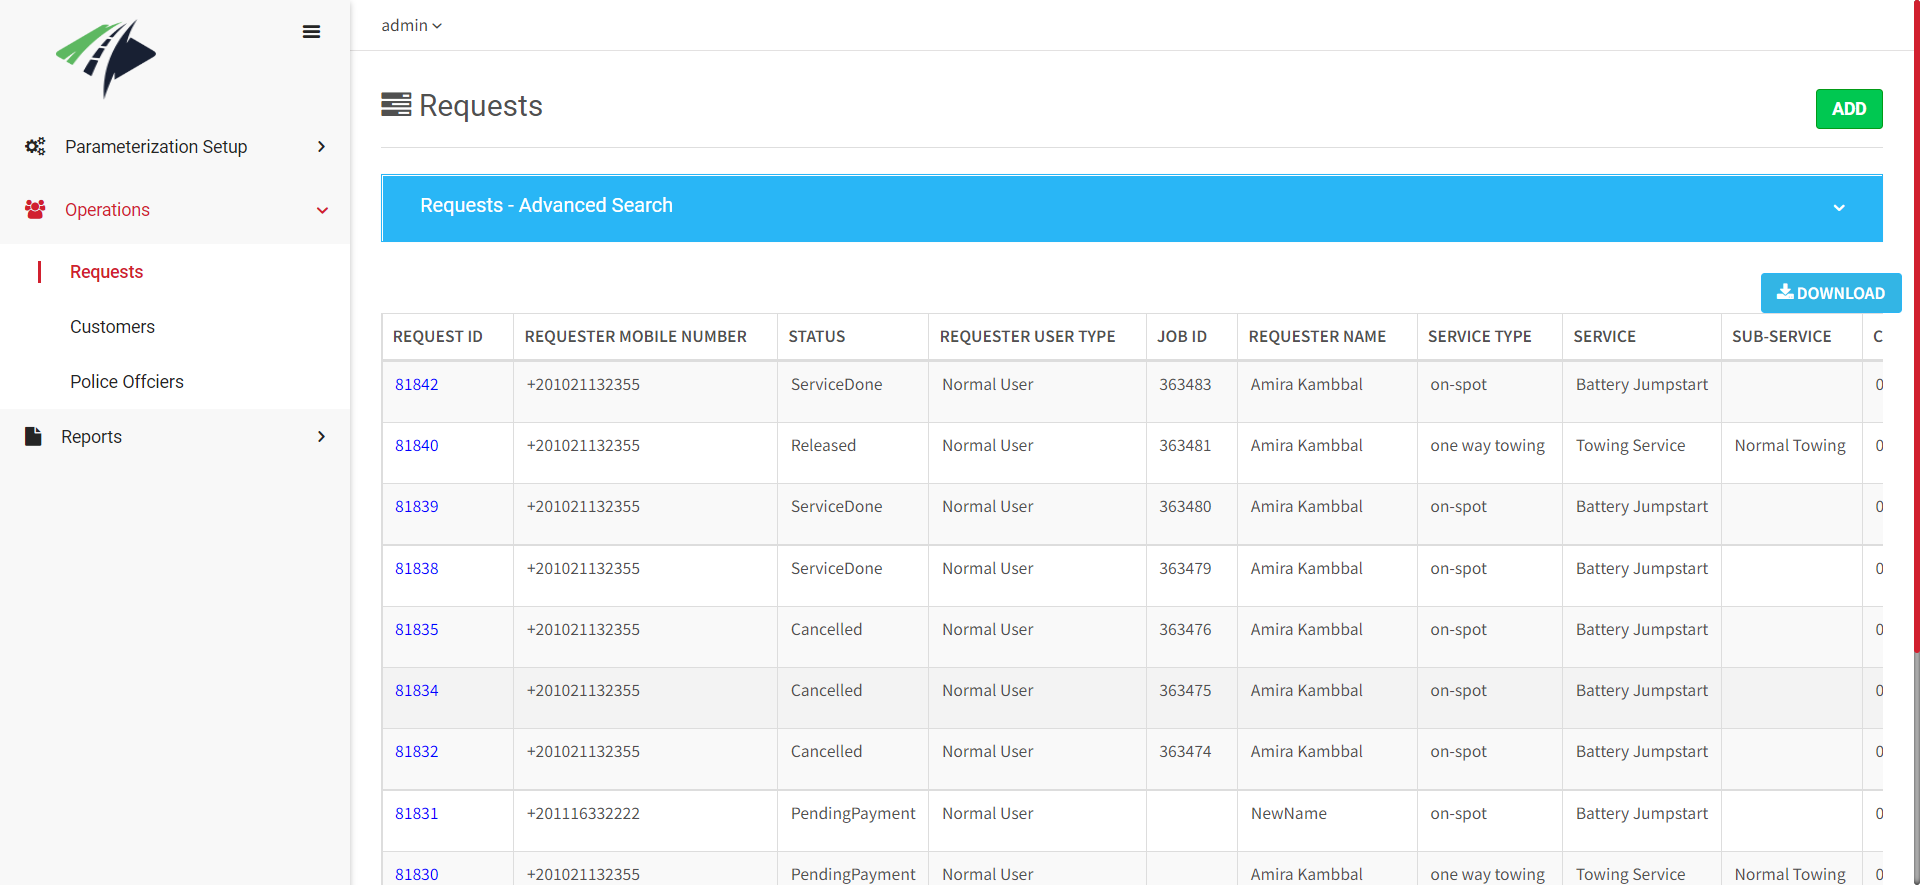 admin
Requests
ADD
Parameterization Setup
Operations
Requests
Customers
Police Offciers
Reports
Requests - Advanced Search
DOWNLOAD
REQUEST ID REQUESTER MOBILE NUMBER STATUS REQUESTER USER TYPE JOB ID REQUESTER NAME SERVICE TYPE SERVICE SUB-SERVICE C
81842 +201021132355 ServiceDone Normal User 363483 Amira Kambbal on-spot Battery Jumpstart 0
81840 +201021132355 Released Normal User 363481 Amira Kambbal one way towing Towing Service Normal Towing 0
81839 +201021132355 ServiceDone Normal User 363480 Amira Kambbal on-spot Battery Jumpstart 0
81838 +201021132355 ServiceDone Normal User 363479 Amira Kambbal on-spot Battery Jumpstart 0
81835 +201021132355 Cancelled Normal User 363476 Amira Kambbal on-spot Battery Jumpstart 0
81834 +201021132355 Cancelled Normal User 363475 Amira Kambbal on-spot Battery Jumpstart 0
81832 +201021132355 Cancelled Normal User 363474 Amira Kambbal on-spot Battery Jumpstart 0
81831 +201116332222 PendingPayment Normal User NewName on-spot Battery Jumpstart 0
81830 +201021132355 PendingPayment Normal User Amira Kambbal one way towing Towing Service Normal Towing 0